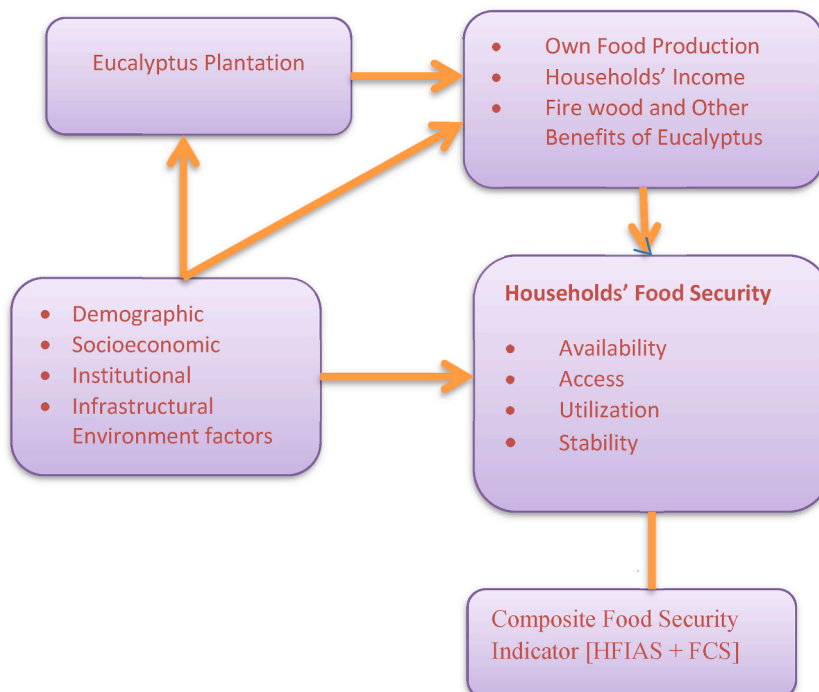 Eucalyptus Plantation
• Own Food Production
• Households’ Income
• Fire wood and Other
Benefits of Eucalyptus
• Demographic
• Socioeconomic
• Institutional
• Infrastructural
Environment factors
Households’ Food Security
• Availability
• Access
• Utilization
• Stability
Composite Food Security
Indicator [HFIAS + FCS]